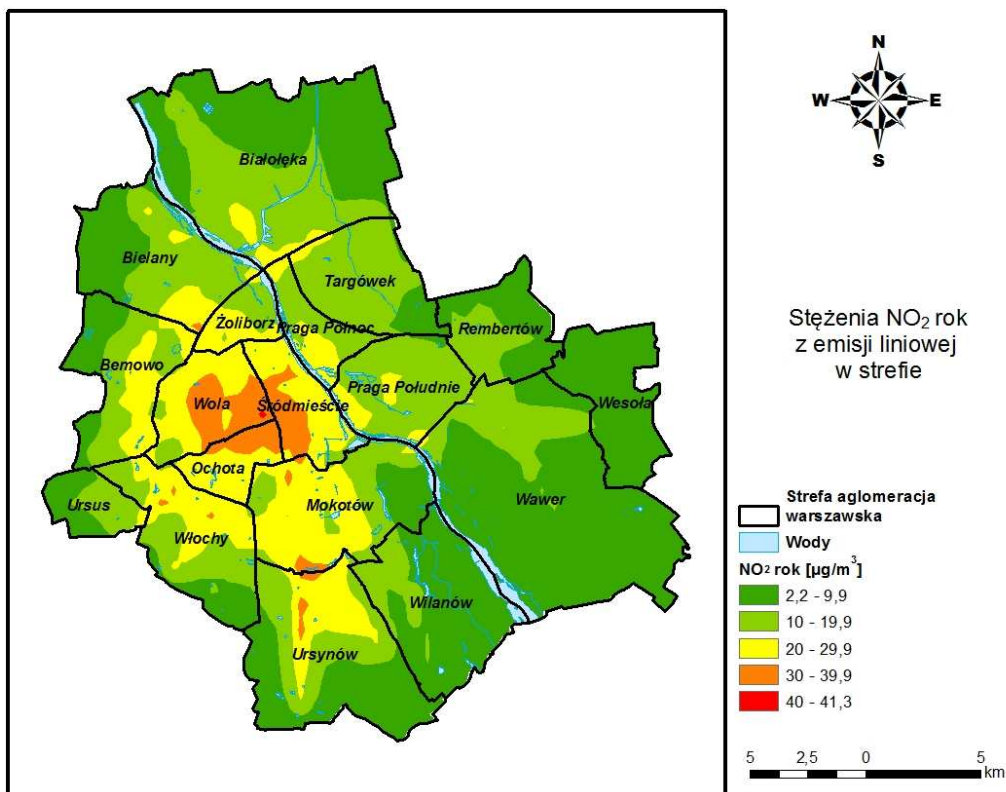 N
W E
S
Białołęka
Bielany
Targówek
Żoliborz
Praga Północ
Rembertów
Bemowo
Praga Południe
Wesoła
Wola
Śródmieście
Ochota
Ursus
Mokotów
Wawer
Włochy
Wilanów
Ursynów
Stężenia NO2 rok
z emisji liniowej
w strefie
Strefa aglomeracja
warszawska
Wody
NO2 rok [µg/m3]
2,2 - 9,9
10 - 19,9
20 - 29,9
30 - 39,9
40 - 41,3
5 2,5 0 5
km